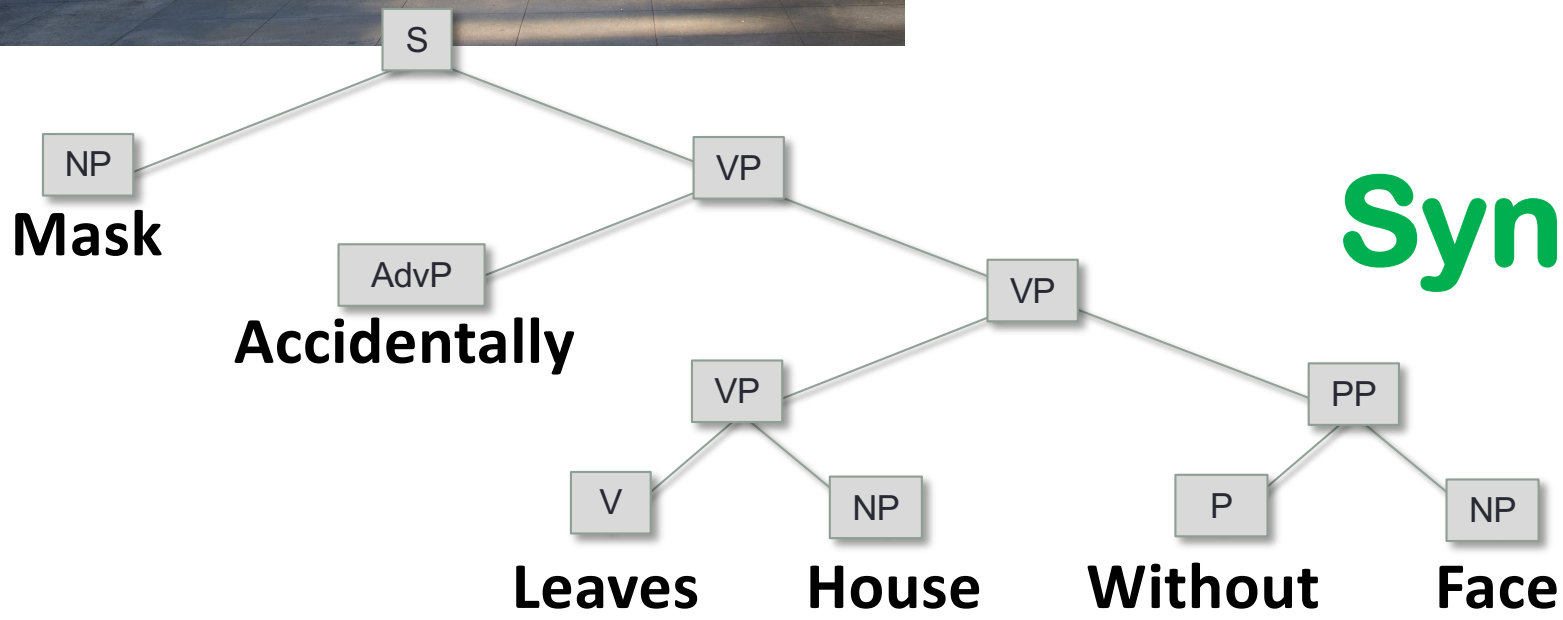 S
NP
VP
Mask
Syn
AdvP
VP
Accidentally
VP
PP
V
NP
P
NP
Leaves House Without Face